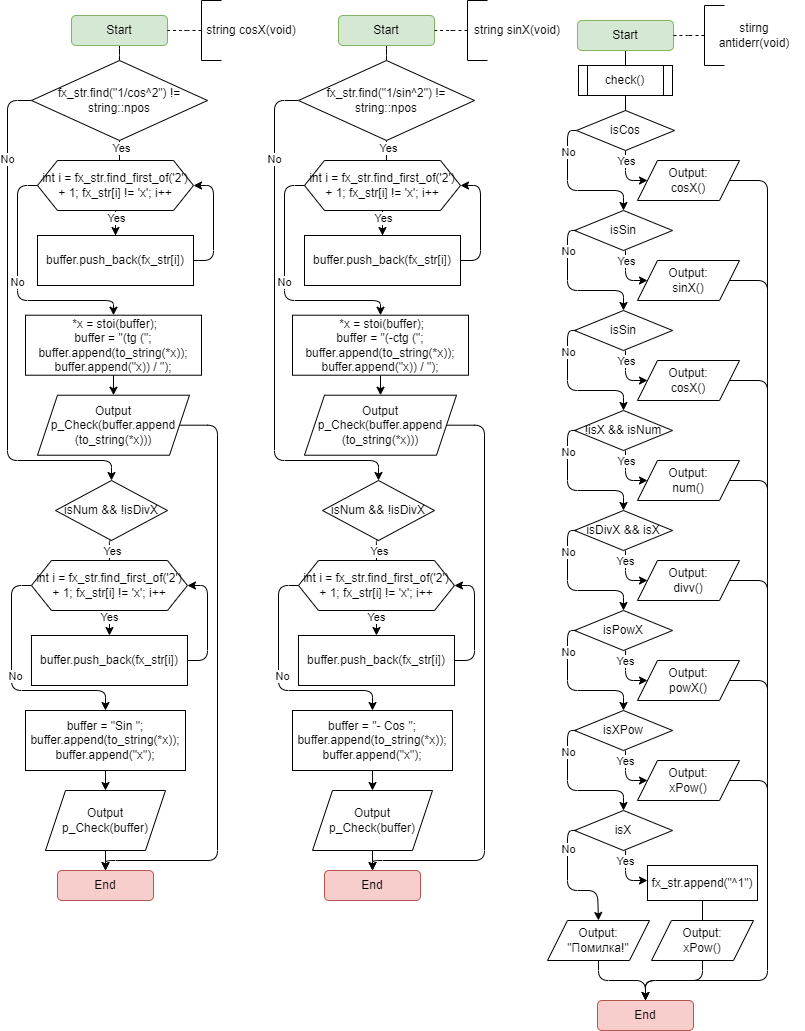 Start
string cosX(void)
fx_str.find("1/cos^2") !=
string::npos
Yes
No
int i = fx_str.find_first_of('2')
+ 1; fx_str[i] != 'x'; i++
Yes
buffer.push_back(fx_str[i])
No
*x = stoi(buffer);
buffer = "(tg (";
buffer.append(to_string(*x));
buffer.append("x)) / ");
Output
p_Check(buffer.append
(to_string(*x)))
isNum && !isDivX
Yes
int i = fx_str.find_first_of('2')
+ 1; fx_str[i] != 'x'; i++
Yes
buffer.push_back(fx_str[i])
No
buffer = "Sin ";
buffer.append(to_string(*x));
buffer.append("x");
Output
p_Check(buffer)
End
Start
string sinX(void)
fx_str.find("1/sin^2") !=
string::npos
Yes
No
int i = fx_str.find_first_of('2')
+ 1; fx_str[i] != 'x'; i++
Yes
buffer.push_back(fx_str[i])
No
*x = stoi(buffer);
buffer = "(-ctg (";
buffer.append(to_string(*x));
buffer.append("x)) / ");
Output
p_Check(buffer.append
(to_string(*x)))
isNum && !isDivX
Yes
int i = fx_str.find_first_of('2')
+ 1; fx_str[i] != 'x'; i++
Yes
buffer.push_back(fx_str[i])
No
buffer = "- Cos ";
buffer.append(to_string(*x));
buffer.append("x");
Output
p_Check(buffer)
End
Start
stirng
antiderr(void)
check()
isCos
No
Yes
Output:
cosX()
isSin
No
Yes
Output:
sinX()
isSin
No
Yes
Output:
cosX()
!isX && isNum
No
Yes
Output:
num()
isDivX && isX
No
Yes
Output:
divv()
isPowX
No
Yes
Output:
powX()
isXPow
No
Yes
Output:
xPow()
isX
No
Yes
fx_str.append("^1")
Output:
"Помилка!"
Output:
xPow()
End